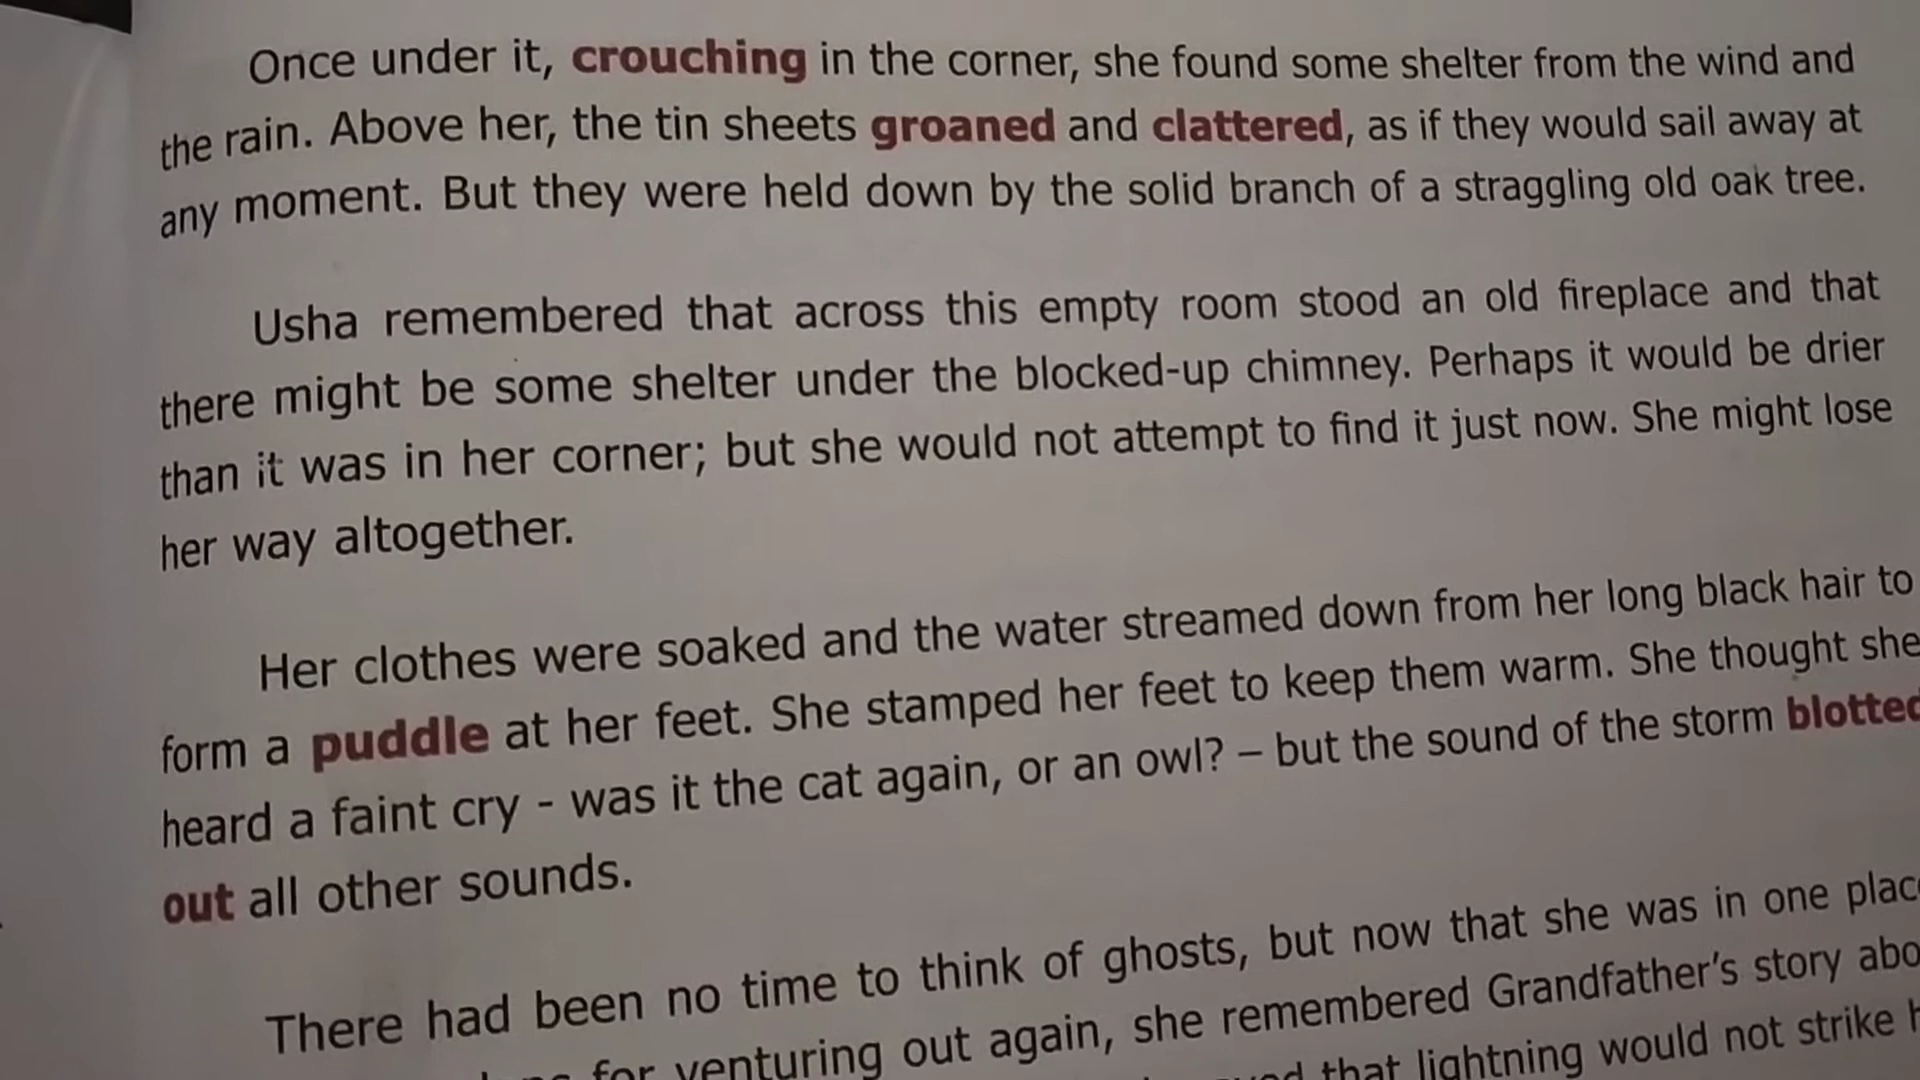 Once under it, crouching in the corner, she found some shelter from the wind and
the rain. Above her, the tin sheets groaned and clattered, as if they would sail away at
any moment. But they were held down by the solid branch of a straggling old oak tree.
Usha remembered that across this empty room stood an old fireplace and that
there might be some shelter under the blocked-up chimney. Perhaps it would be drier
than it was in her corner; but she would not attempt to find it just now. She might lose
her way altogether.
Her clothes were soaked and the water streamed down from her long black hair to
form a puddle at her feet. She stamped her feet to keep them warm. She thought she
heard a faint cry - was it the cat again, or an owl? – but the sound of the storm blotted
out all other sounds.
There had been no time to think of ghosts, but now that she was in one place
for venturing out again, she remembered Grandfather's story
that lightning would not strike